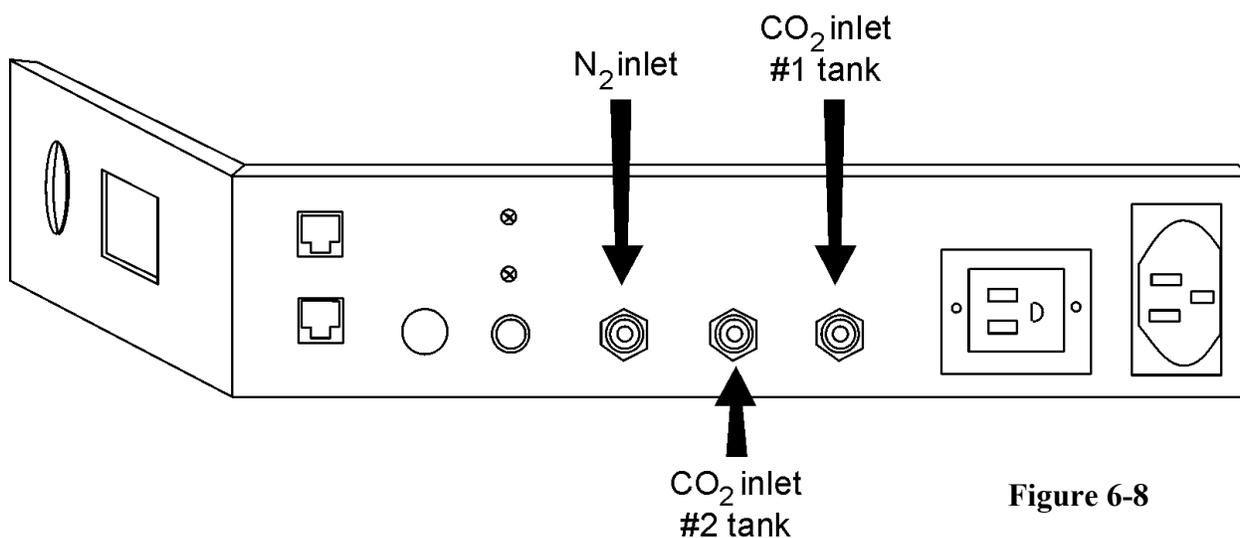 N₂ inlet
CO₂ inlet
#1 tank
CO₂ inlet
#2 tank
Figure 6-8